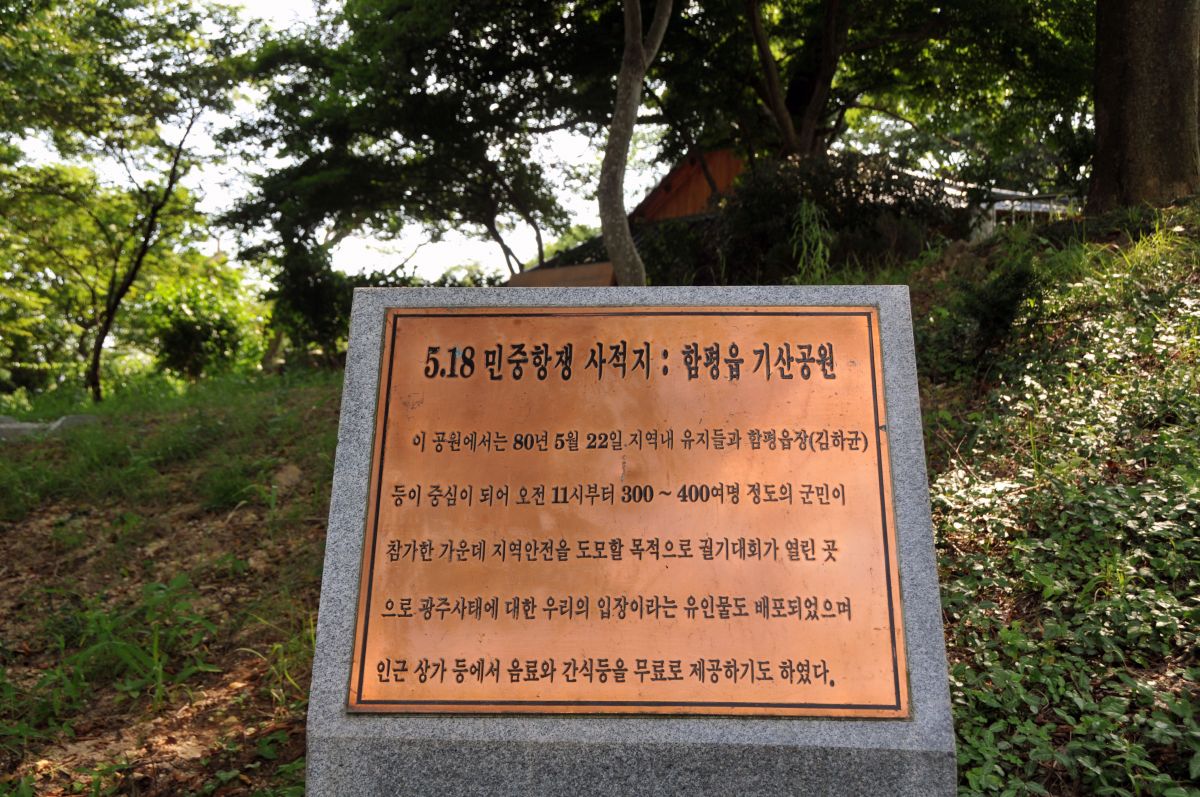 5.18 민중항쟁 사적지 : 함평읍 기산공원
이 공원에서는 80년 5월 22일 지역내 유지들과 함평읍장(김하균)
등이 중심이 되어 오전 11시부터 300 ~ 400여명 정도의 군민이
참가한 가운데 지역안전을 도모할 목적으로 궐기대회가 열린 곳
으로 광주사태에 대한 우리의 입장이라는 유인물도 배포되었으며
인근 상가 등에서 음료와 간식등을 무료로 제공하기도 하였다.